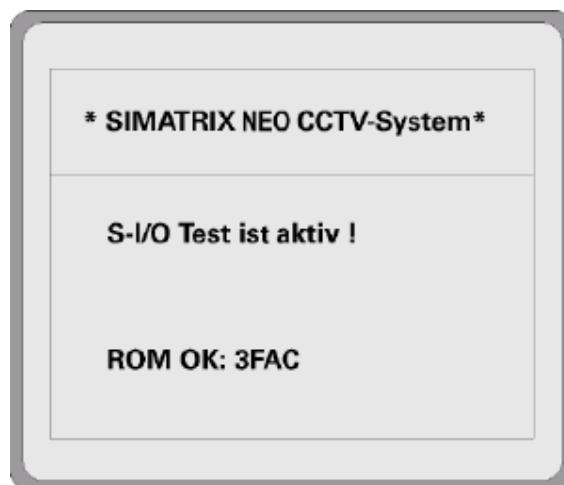 * SIMATRIX NEO CCTV-System*
S-I/O Test ist aktiv !
ROM OK: 3FAC